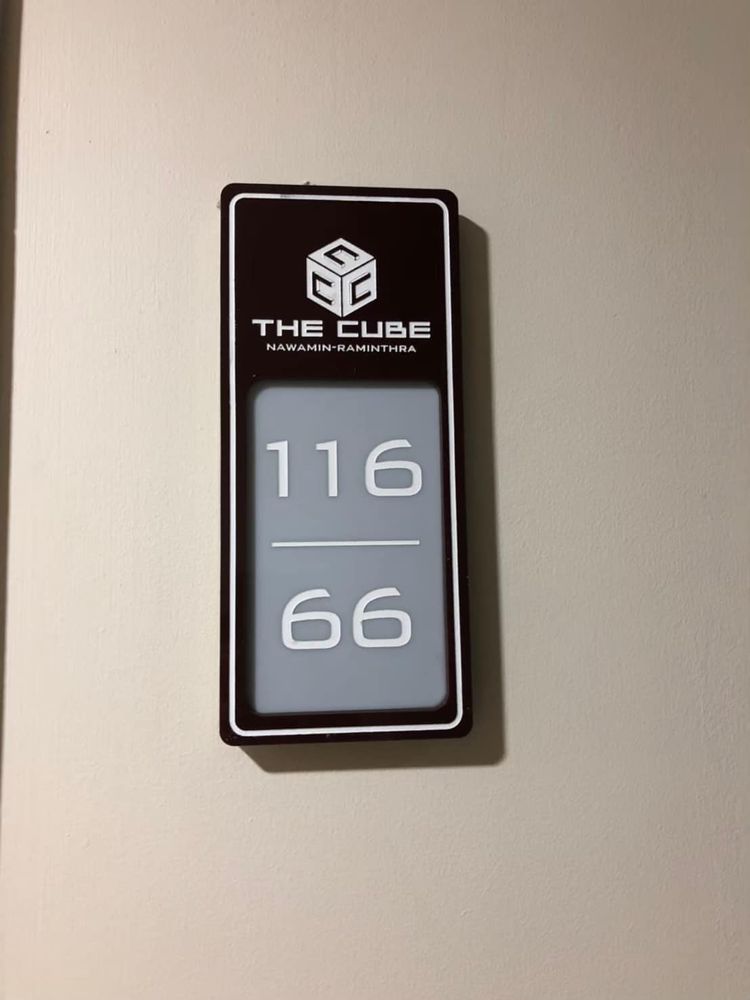 THE CUBE
NAWAMIN-RAMINTHRA
116
66